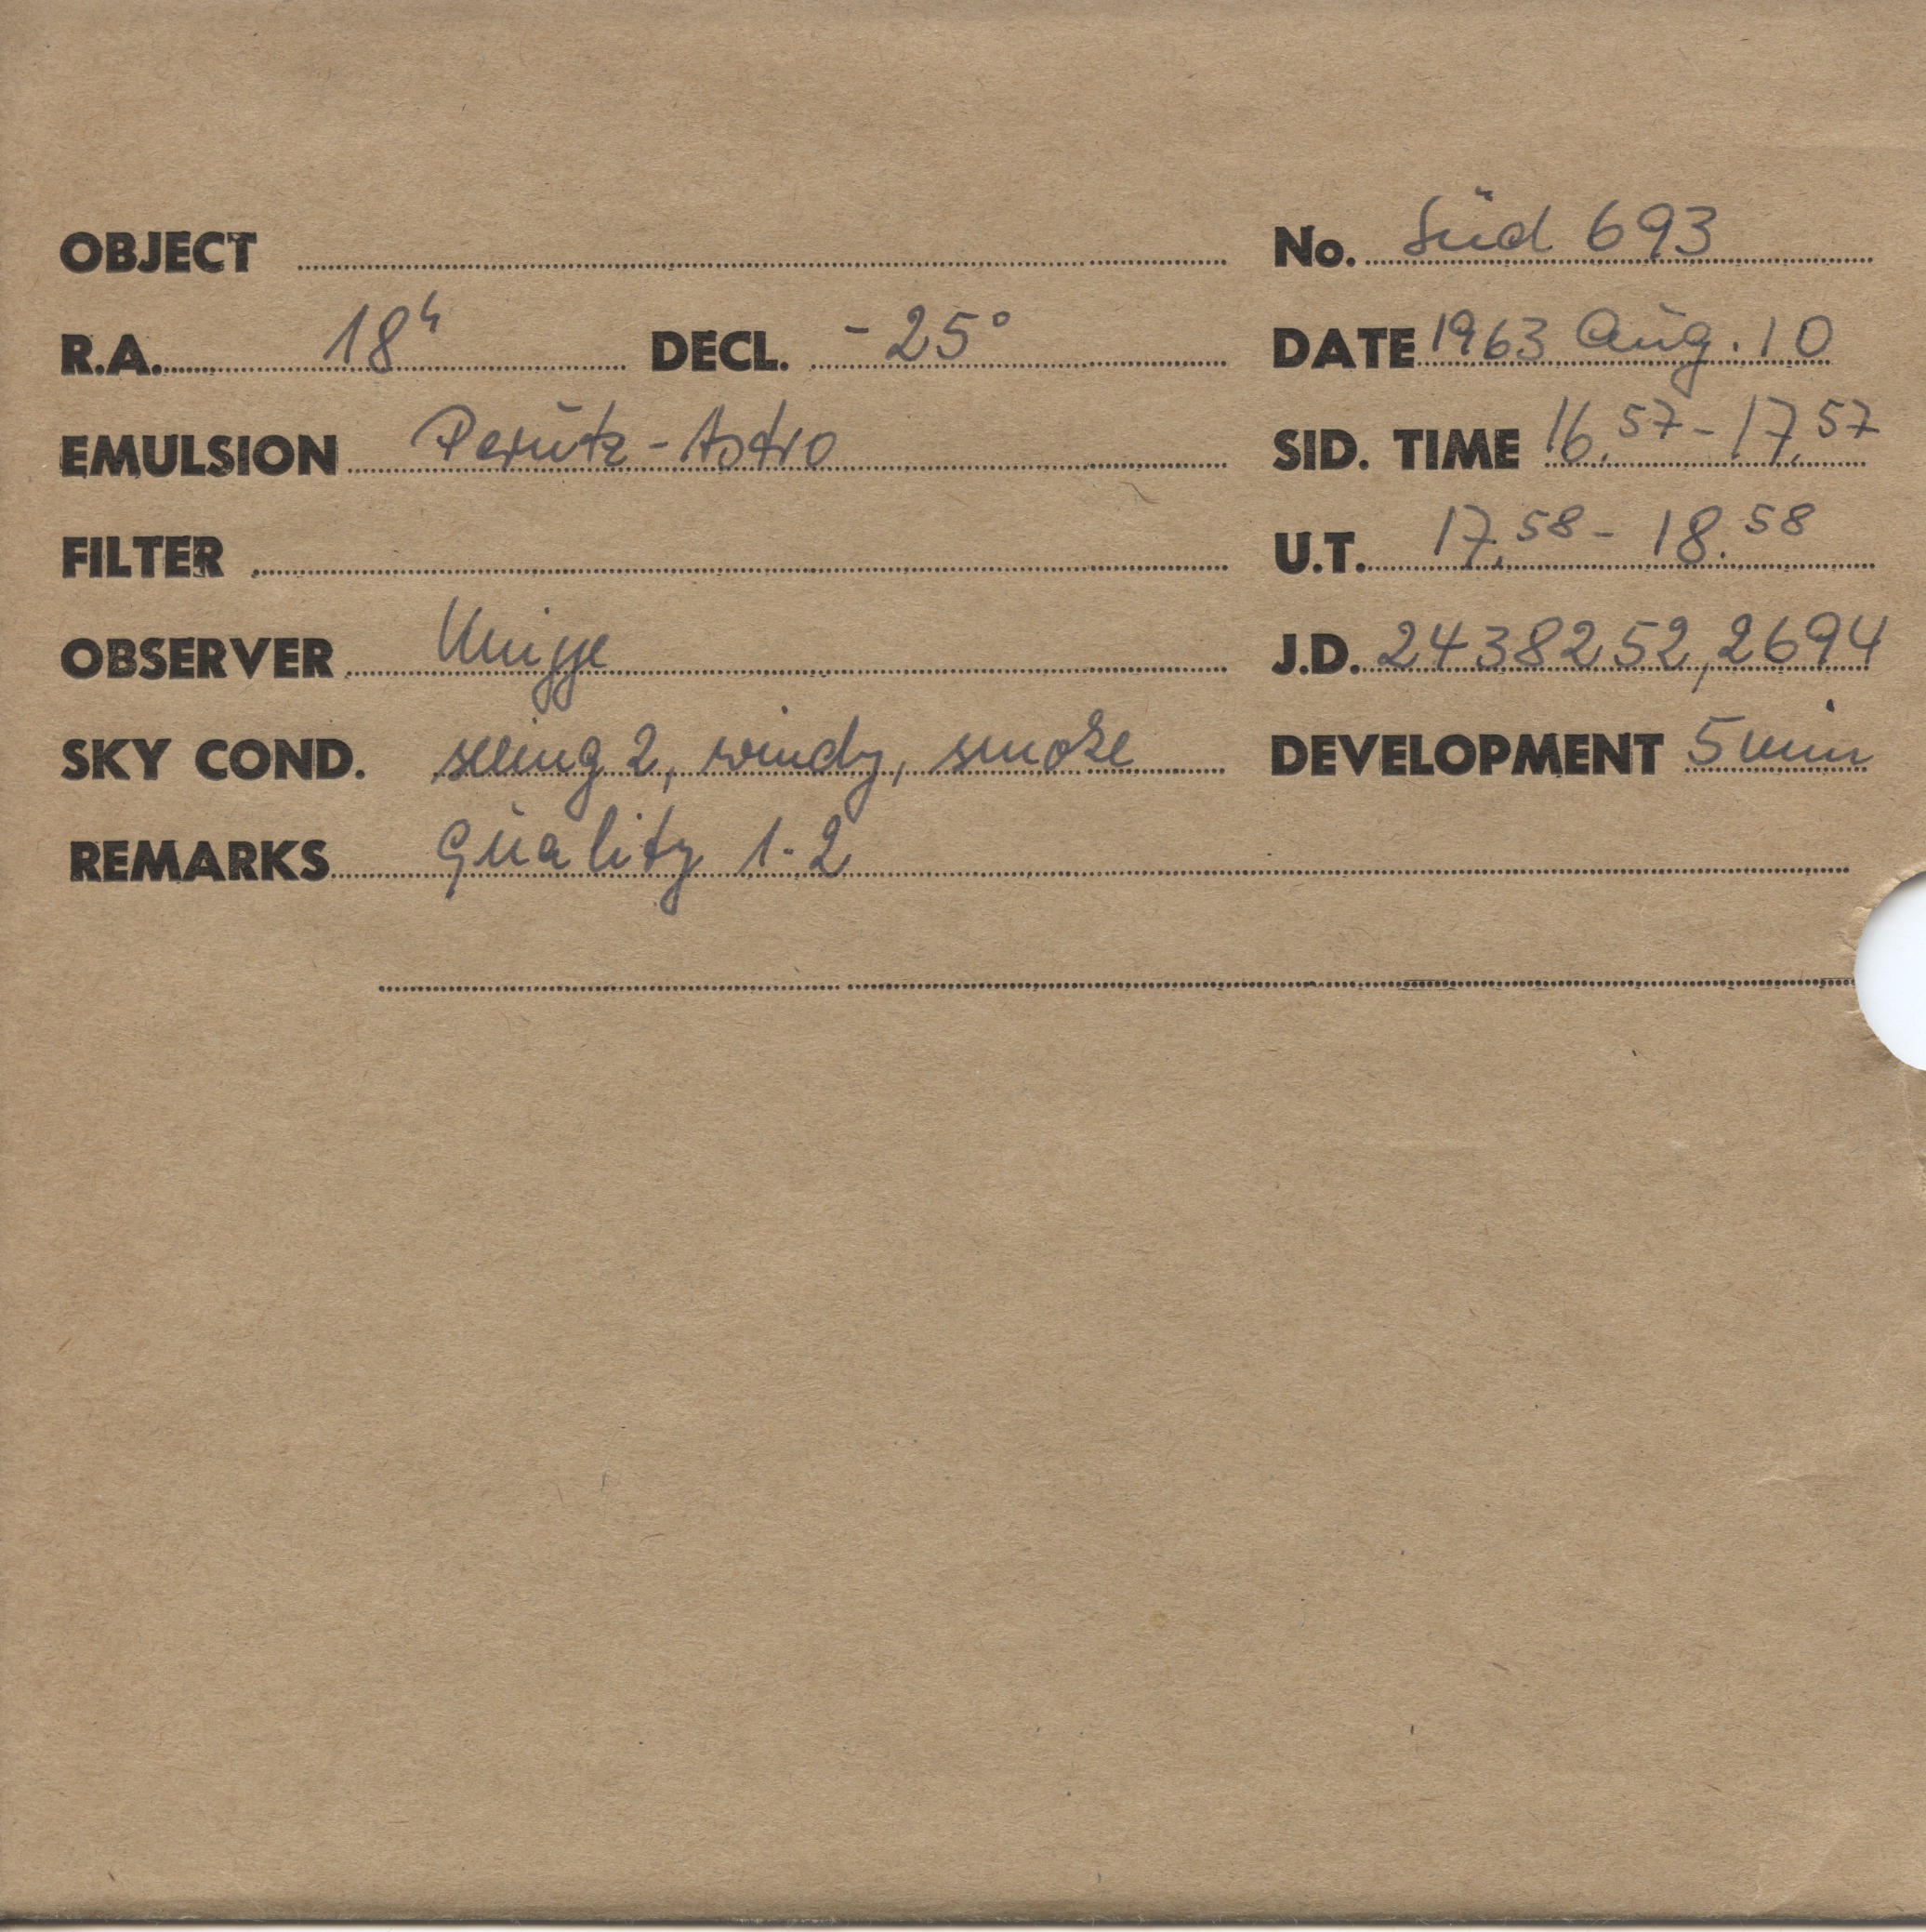 OBJECT
No. Süd 693
R.A. 18ʰ DECL. -25°
DATE 1963 Aug. 10
EMULSION Perutz-Astro
SID. TIME 16.57 - 17.57
FILTER
U.T. 17.58 - 18.58
OBSERVER Knigge
J.D. 2438252,2694
SKY COND. seeing 2, windy, smoke
DEVELOPMENT 5 min
REMARKS Quality 1-2